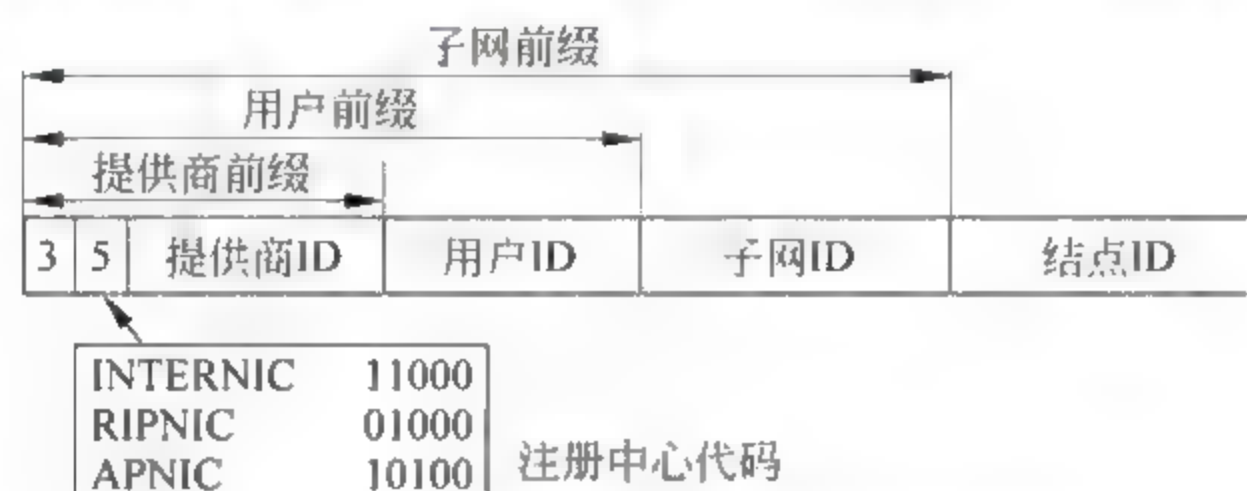 子网前缀
用户前缀
提供商前缀
3 5 提供商ID 用户ID 子网ID 结点ID
INTERNIC 11000
RIPNIC 01000
APNIC 10100
注册中心代码